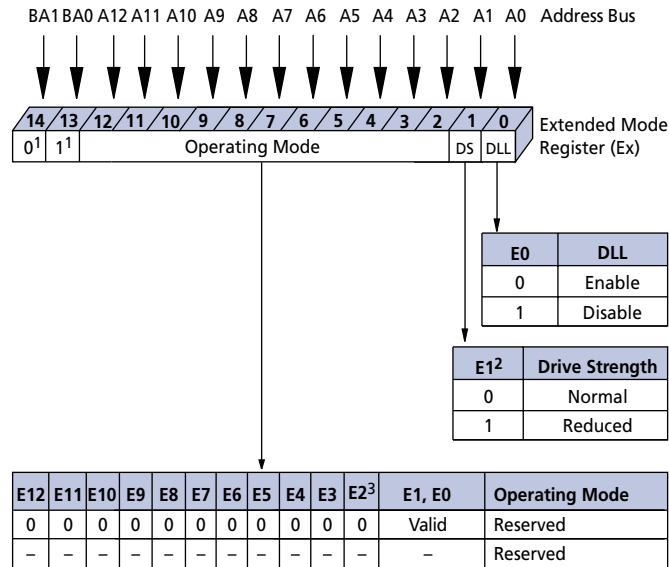 BA1 BA0 A12 A11 A10 A9 A8 A7 A6 A5 A4 A3 A2 A1 A0 Address Bus
14 13 12 11 10 9 8 7 6 5 4 3 2 1 0
0¹ 1¹ Operating Mode DS DLL
Extended Mode
Register (Ex)
E0 DLL
0 Enable
1 Disable
E1² Drive Strength
0 Normal
1 Reduced
E12 E11 E10 E9 E8 E7 E6 E5 E4 E3 E2³ E1, E0 Operating Mode
0 0 0 0 0 0 0 0 0 0 0 Valid Reserved
– – – – – – – – – – – – Reserved